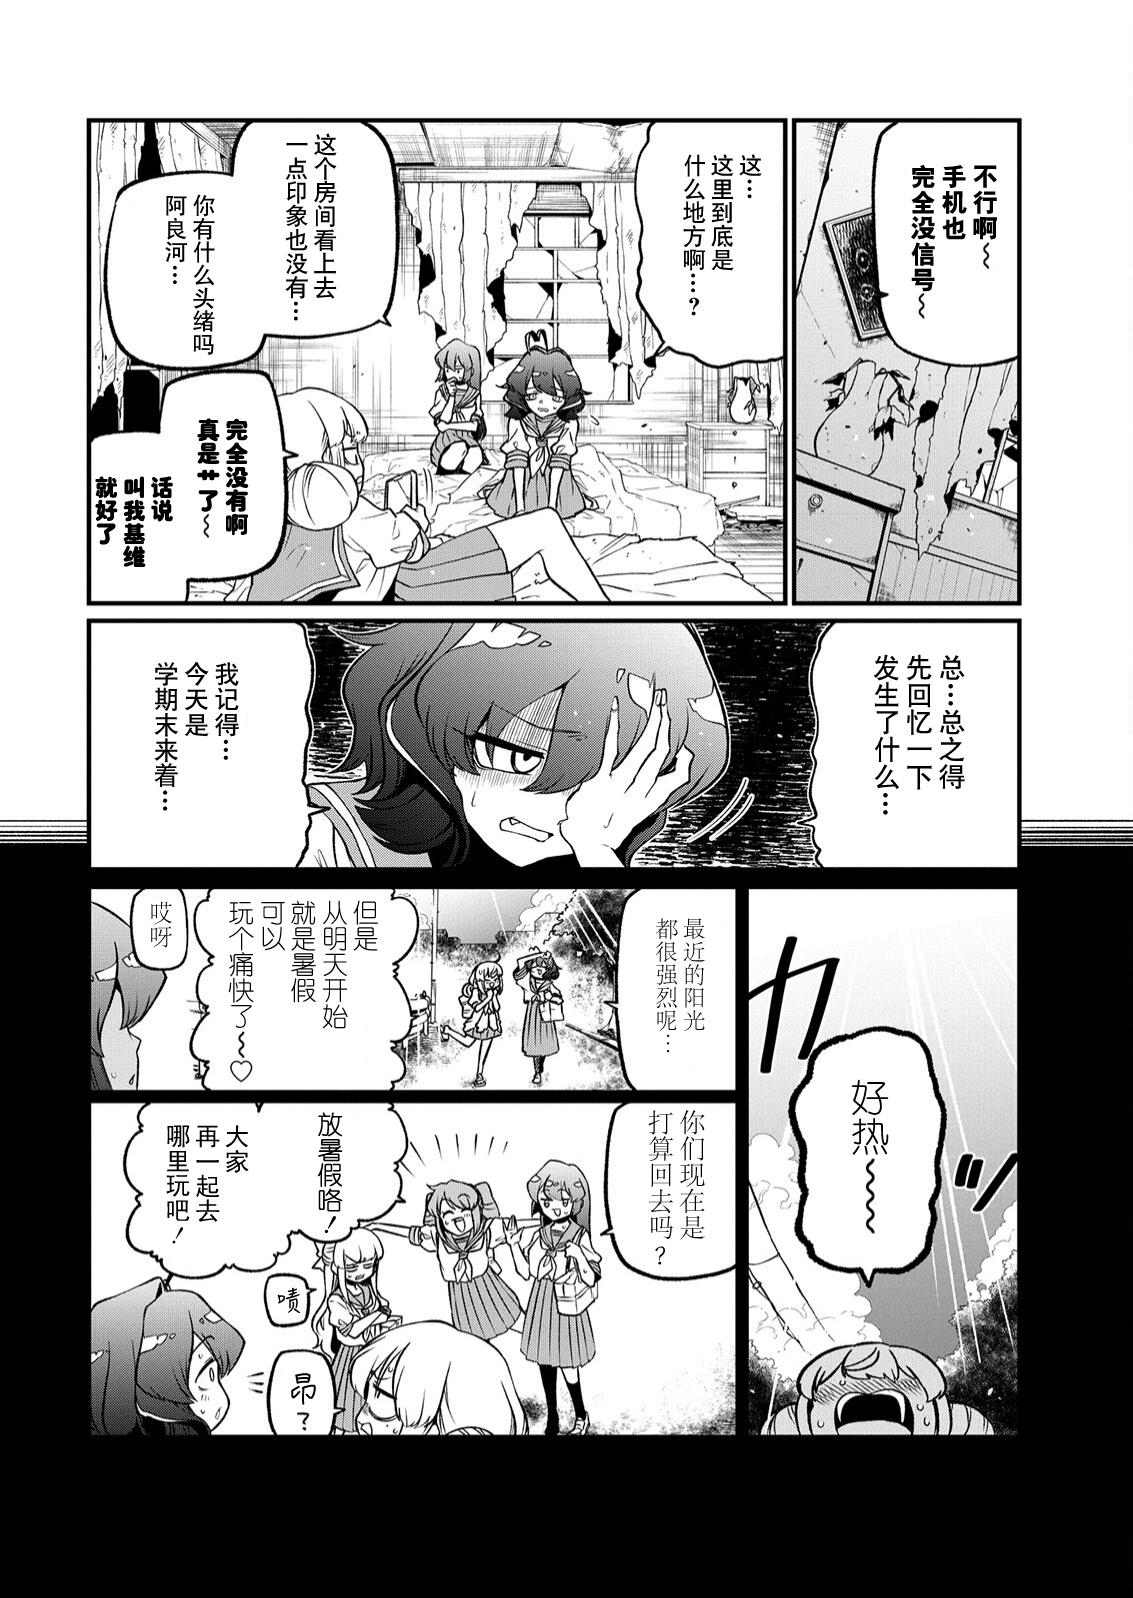 不行啊～
手机也
完全没信号～
这…
这里到底是
什么地方啊…?
这个房间看上去
一点印象也没有…
你有什么头绪吗
阿良河…
完全没有啊
真是艹了～
话说
叫我基维
就好了
总…总之得
先回忆一下
发生了什么…
我记得…
今天是
学期末来着…
カッ
好热～～
最近的阳光
都很强烈呢…
但是
从明天开始
就是暑假
可以
玩个痛快了～♡
哎呀
你们现在是
打算回去吗?
放暑假咯!
大家
再一起去
哪里玩吧!
啧
昂?